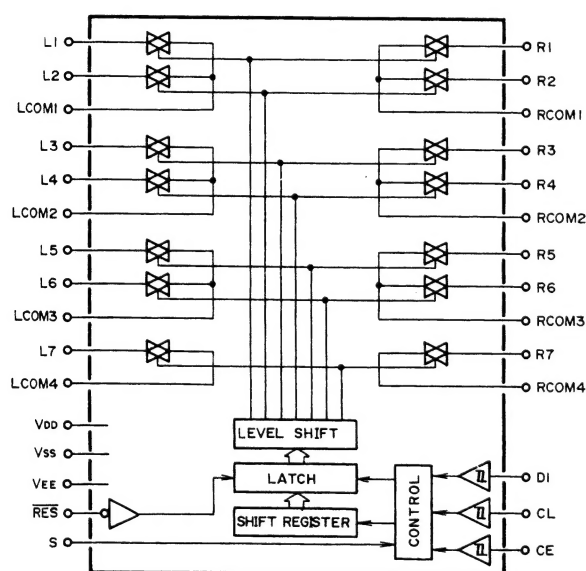 L1 R1
L2 R2
LCOM1 RCOM1
L3 R3
L4 R4
LCOM2 RCOM2
L5 R5
L6 R6
LCOM3 RCOM3
L7 R7
LCOM4 RCOM4
VDD
LEVEL SHIFT
VSS
LATCH
DI
VEE
RES
SHIFT REGISTER
CONTROL
CL
S
CE